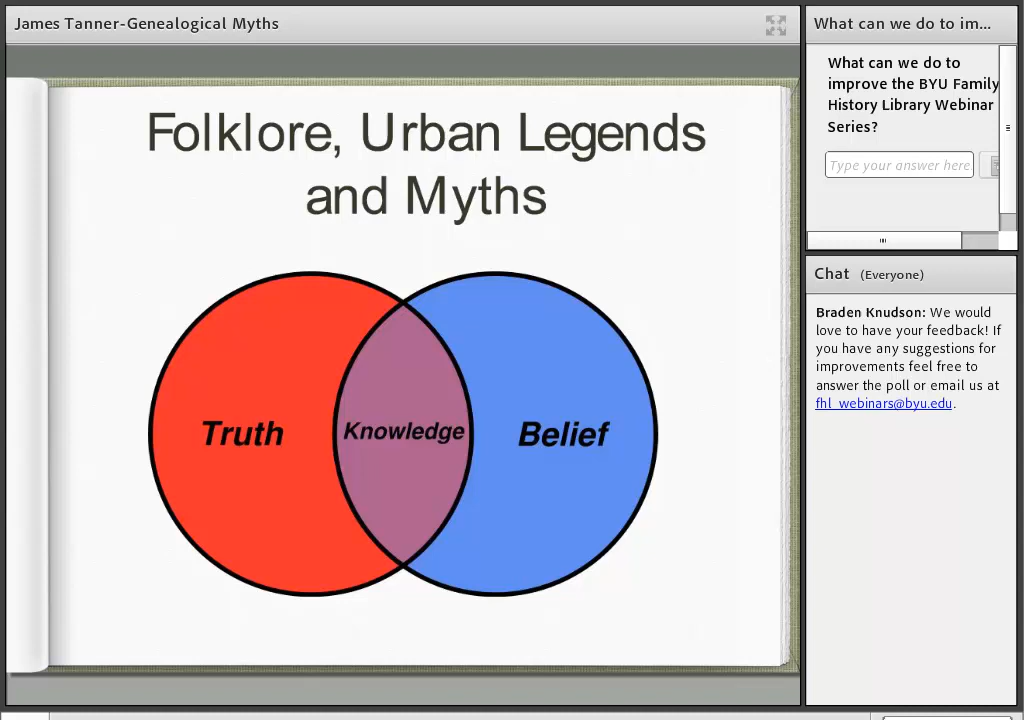 James Tanner-Genealogical Myths
Folklore, Urban Legends
and Myths
Truth
Knowledge
Belief
What can we do to im...
What can we do to
improve the BYU Family
History Library Webinar
Series?
Type your answer here
Chat (Everyone)
Braden Knudson: We would
love to have your feedback! If
you have any suggestions for
improvements feel free to
answer the poll or email us at
fhl_webinars@byu.edu.